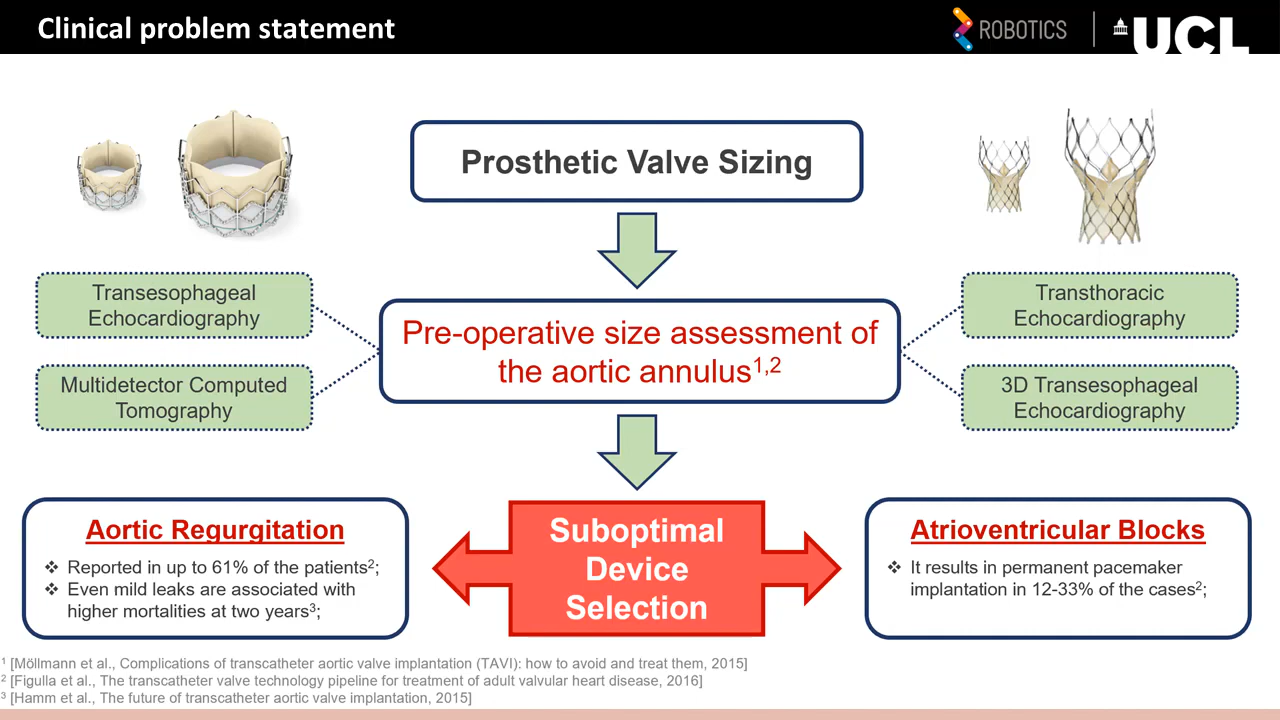 Clinical problem statement
ROBOTICS
UCL
Prosthetic Valve Sizing
Transesophageal
Echocardiography
Multidetector Computed
Tomography
Pre-operative size assessment of
the aortic annulus1,2
Transthoracic
Echocardiography
3D Transesophageal
Echocardiography
Aortic Regurgitation
❖ Reported in up to 61% of the patients2;
❖ Even mild leaks are associated with
higher mortalities at two years3;
Suboptimal
Device
Selection
Atrioventricular Blocks
❖ It results in permanent pacemaker
implantation in 12-33% of the cases2;
1 [Möllmann et al., Complications of transcatheter aortic valve implantation (TAVI): how to avoid and treat them, 2015]
2 [Figulla et al., The transcatheter valve technology pipeline for treatment of adult valvular heart disease, 2016]
3 [Hamm et al., The future of transcatheter aortic valve implantation, 2015]